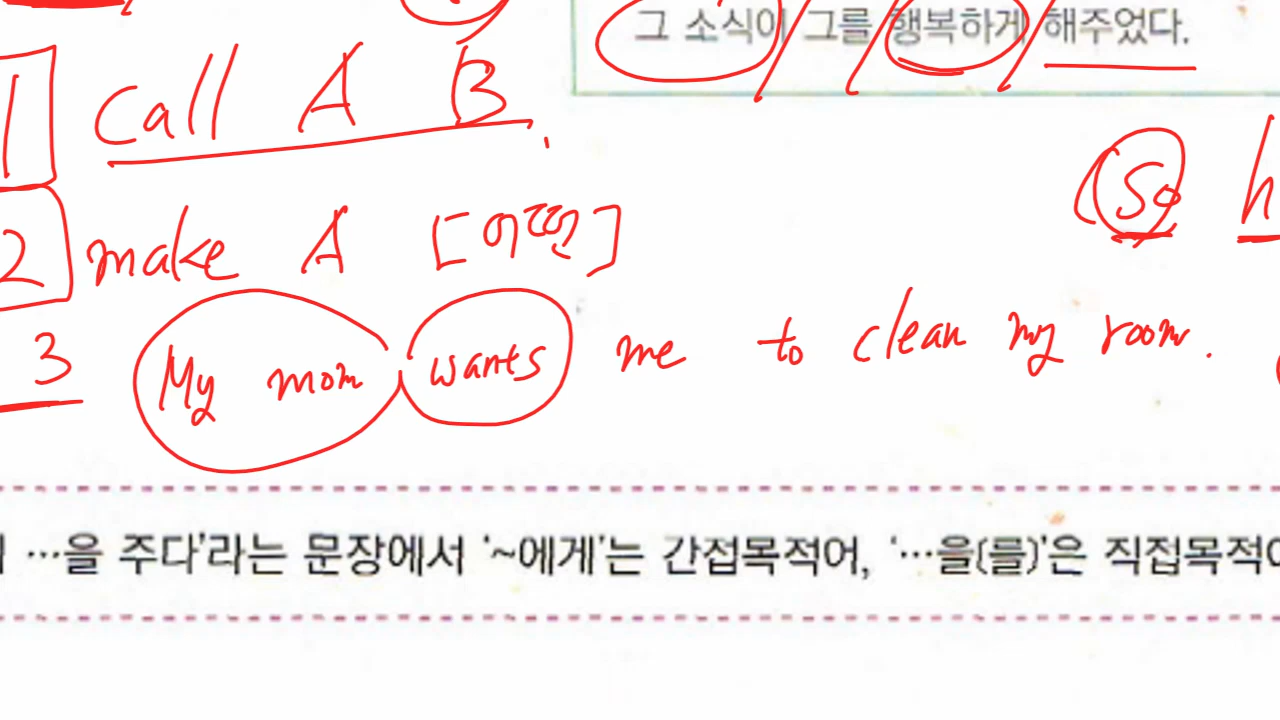 그 소식이 그를 행복하게 해주었다.
1 call A B
(so h
2 make A [어떤]
3 My mom wants me to clean my room.
…을 주다'라는 문장에서 '~에게'는 간접목적어, '…을(를)'은 직접목적어